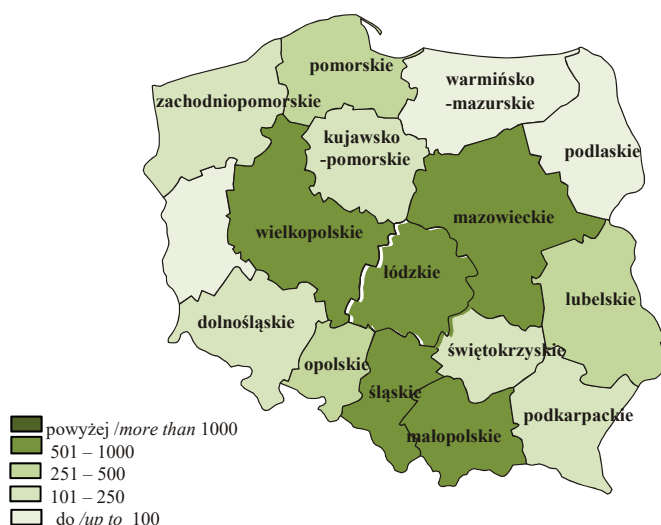 pomorskie
warmińsko
-mazurskie
zachodniopomorskie
kujawsko
-pomorskie
podlaskie
mazowieckie
wielkopolskie
łódzkie
lubelskie
dolnośląskie
świętokrzyskie
opolskie
śląskie
podkarpackie
małopolskie
powyżej /more than 1000
501 – 1000
251 – 500
101 – 250
do /up to 100